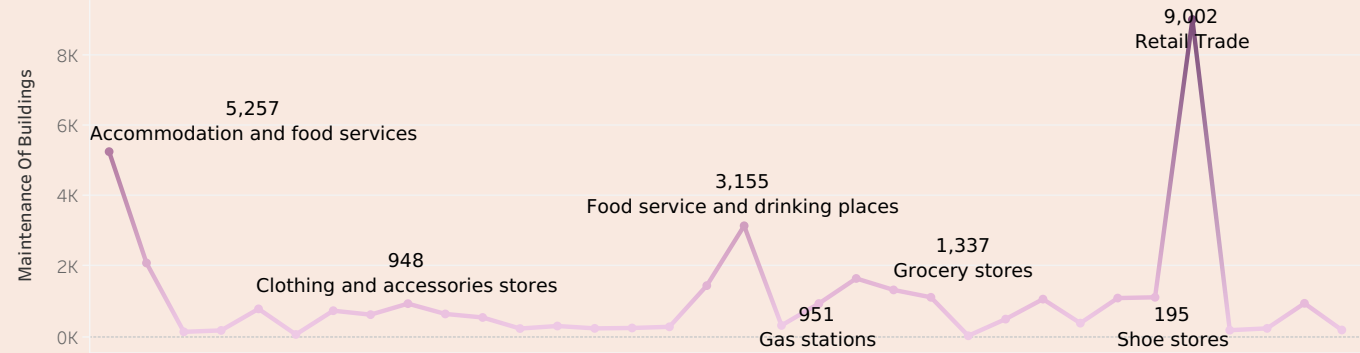 Maintenance Of Buildings
8K
6K
4K
2K
0K
5,257
Accommodation and food services
948
Clothing and accessories stores
3,155
Food service and drinking places
951
Gas stations
1,337
Grocery stores
9,002
Retail Trade
195
Shoe stores